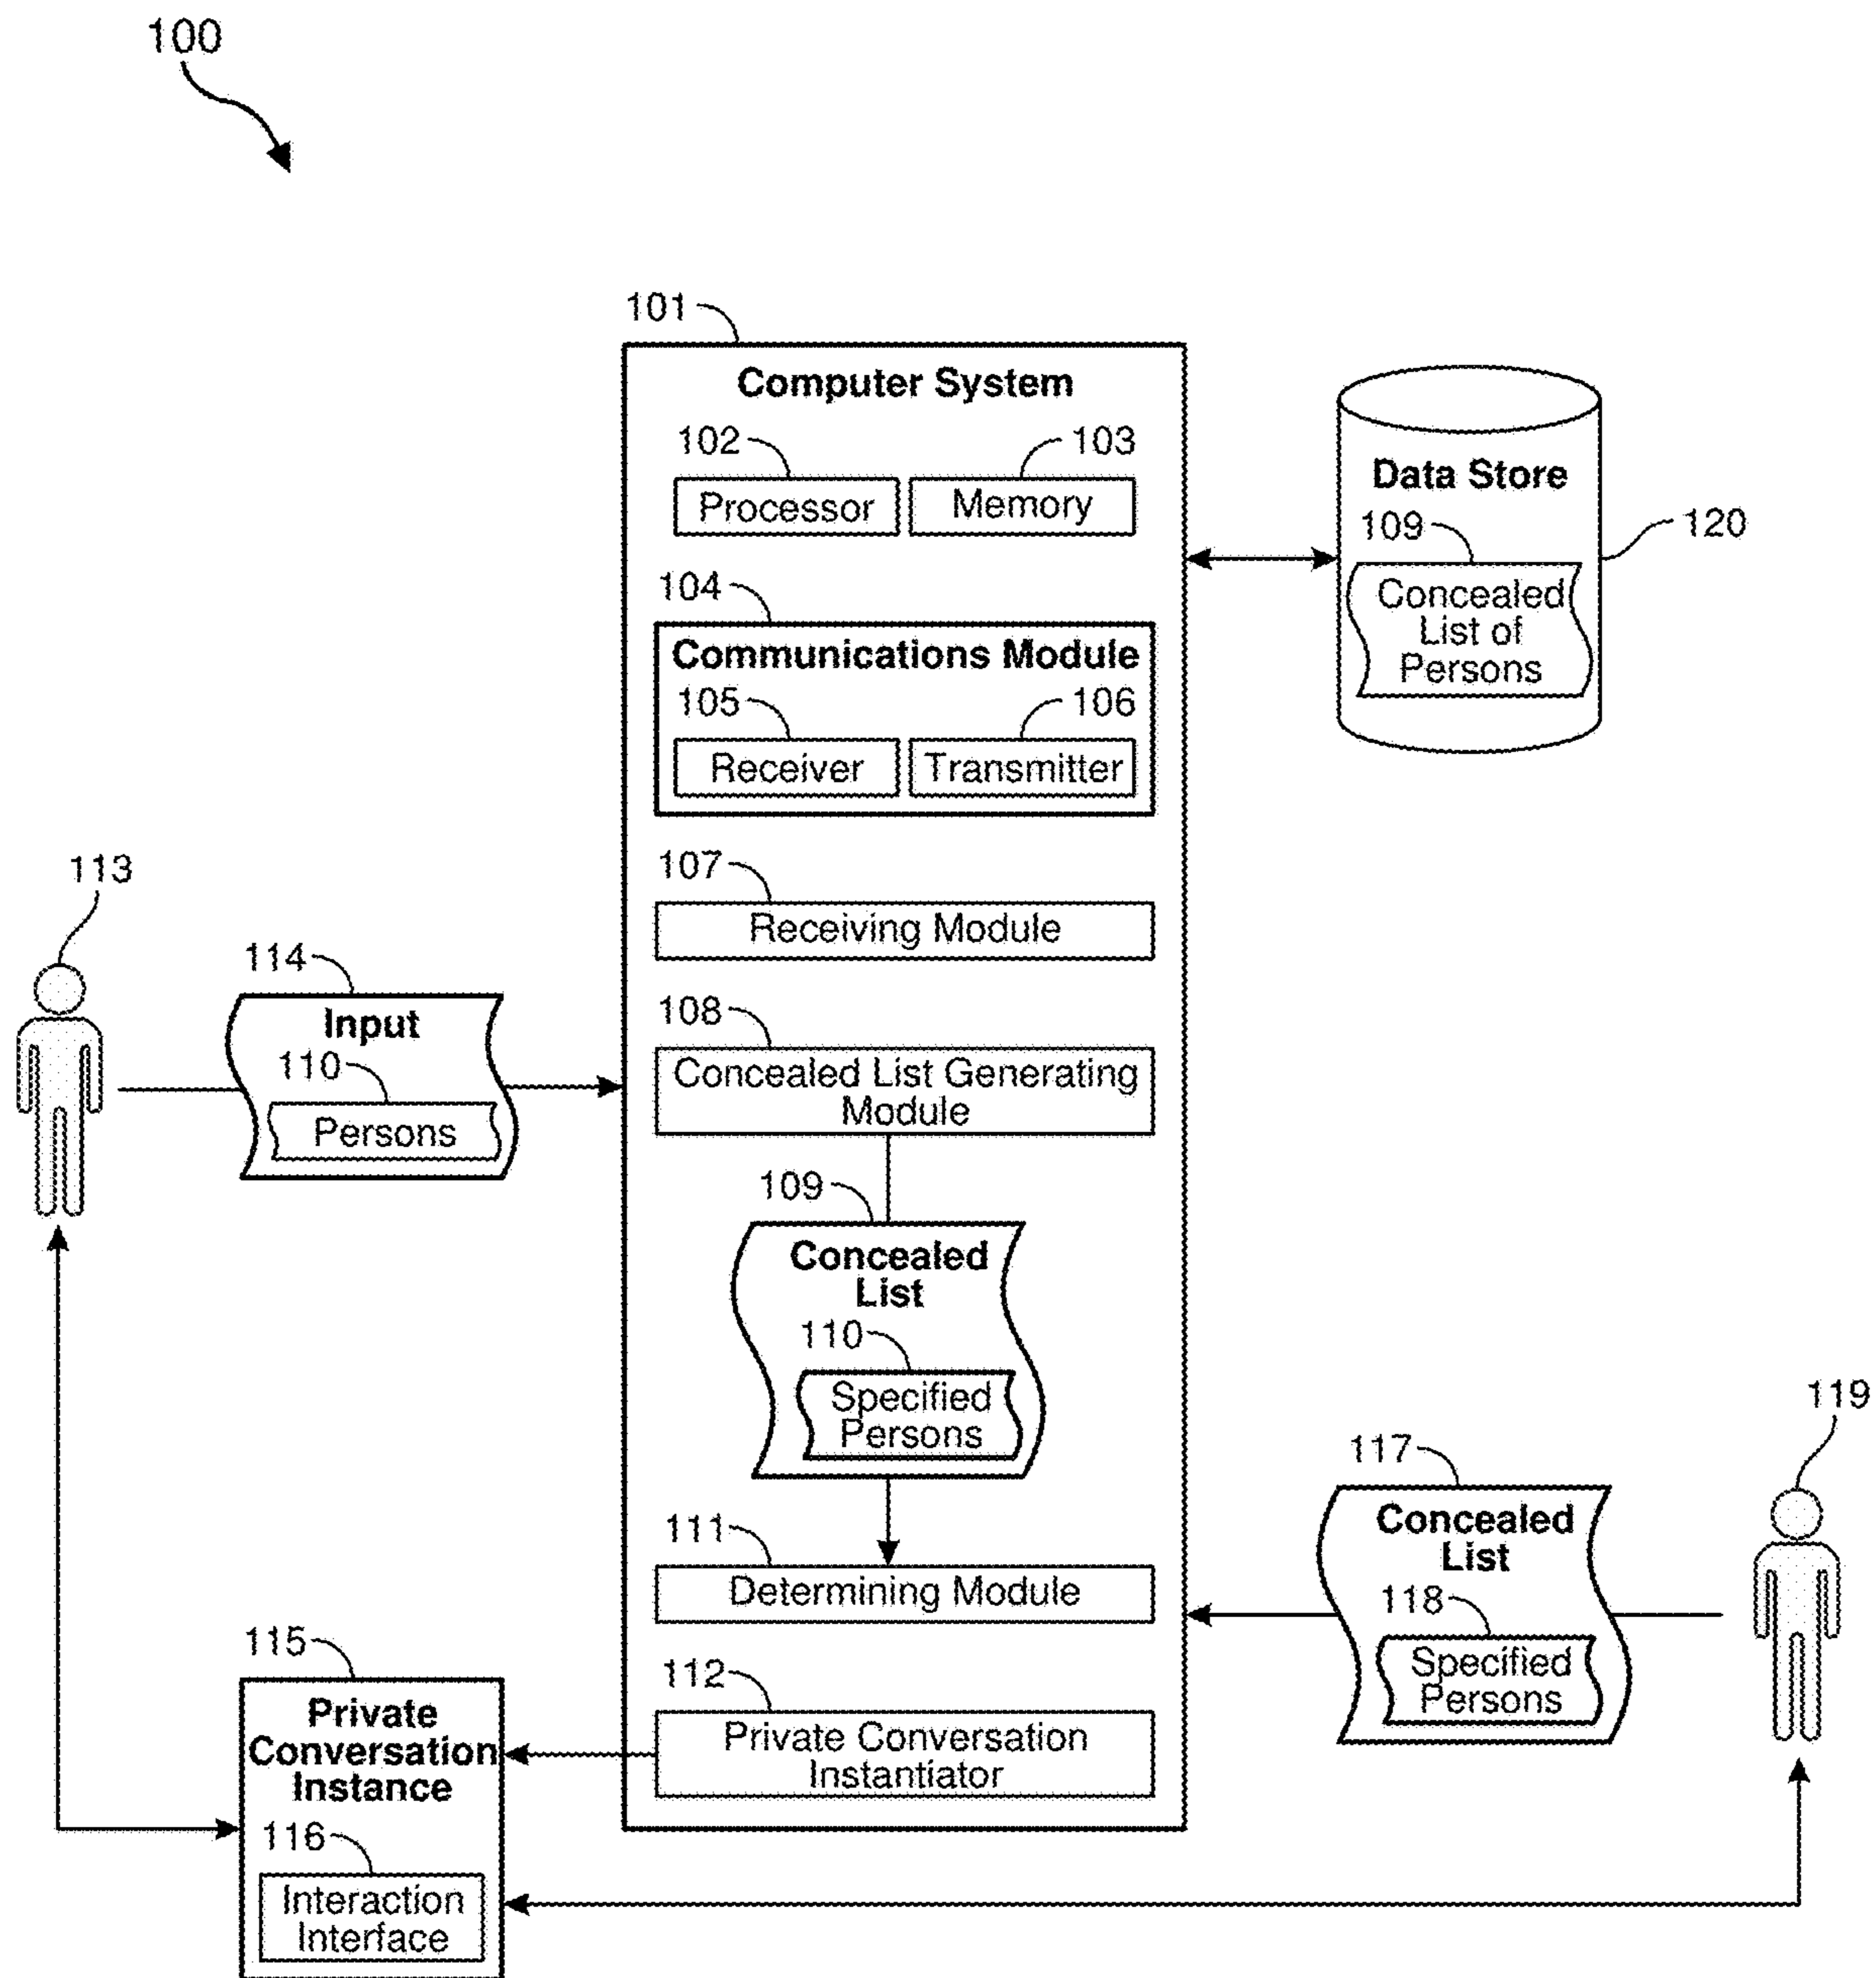 100
101
Computer System
102
103
Processor
Memory
Data Store
109
120
Concealed
List of
Persons
104
Communications Module
105
106
Receiver
Transmitter
107
Receiving Module
113
114
Input
110
Persons
108
Concealed List Generating
Module
109
Concealed
List
110
Specified
Persons
111
Determining Module
117
Concealed
List
118
Specified
Persons
119
112
Private Conversation
Instantiator
115
Private
Conversation
Instance
116
Interaction
Interface